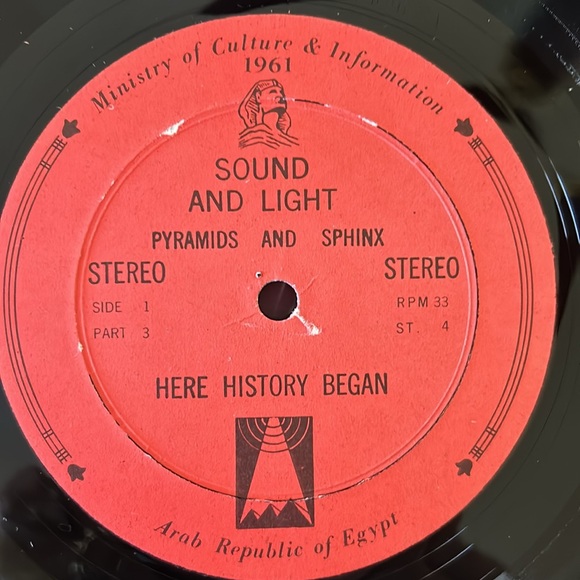 Ministry of Culture & Information
1961
SOUND
AND LIGHT
PYRAMIDS AND SPHINX
STEREO STEREO
SIDE 1 RPM 33
PART 3 ST. 4
HERE HISTORY BEGAN
Arab Republic of Egypt